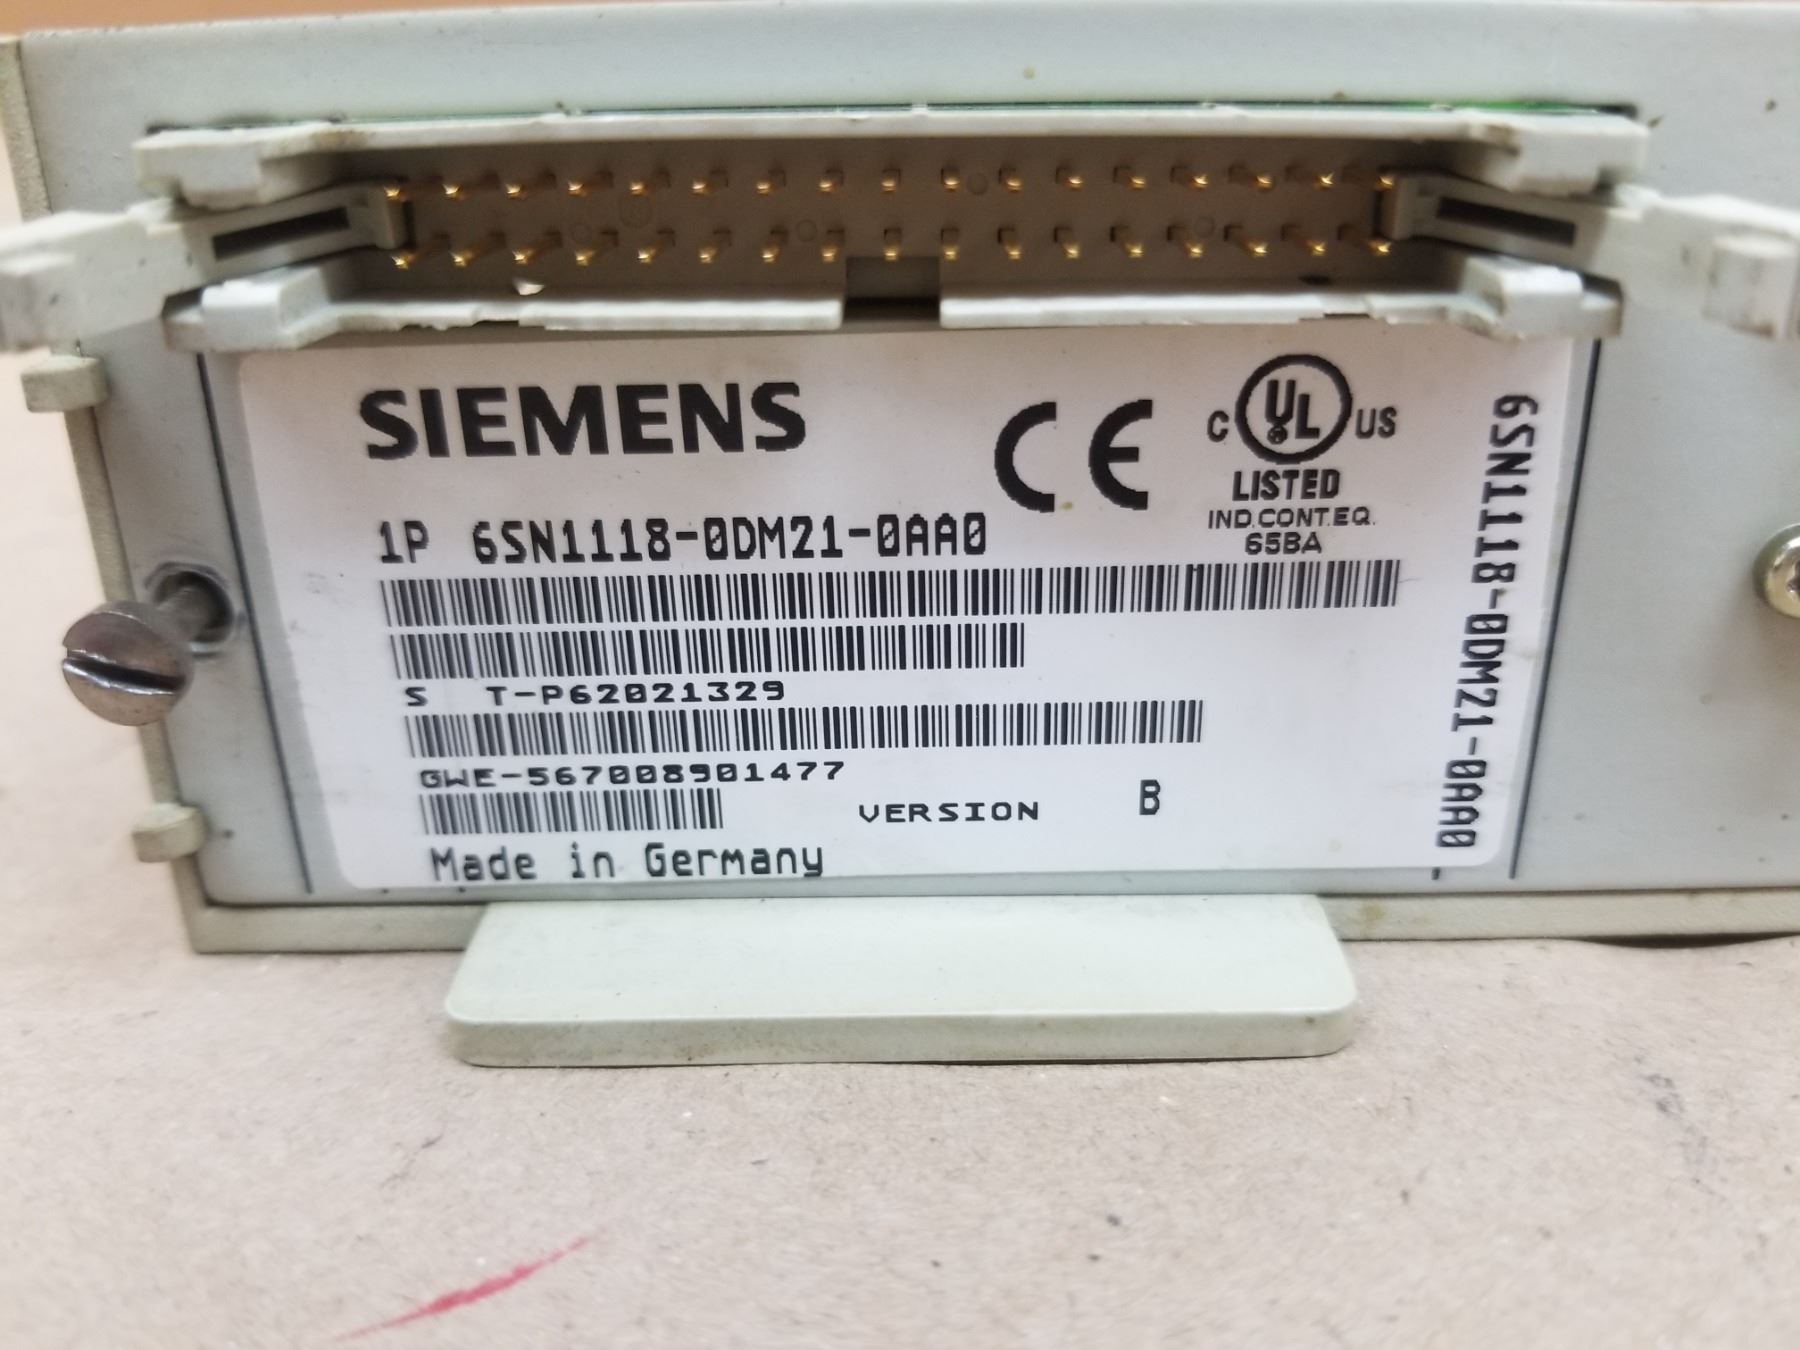 SIEMENS
CE
C UL US
LISTED
IND.CONT.EQ.
65BA
1P 6SN1118-0DM21-0AA0
S T-P62021329
GWE-567008901477
VERSION B
Made in Germany
6SN1118-0DM21-0AA0